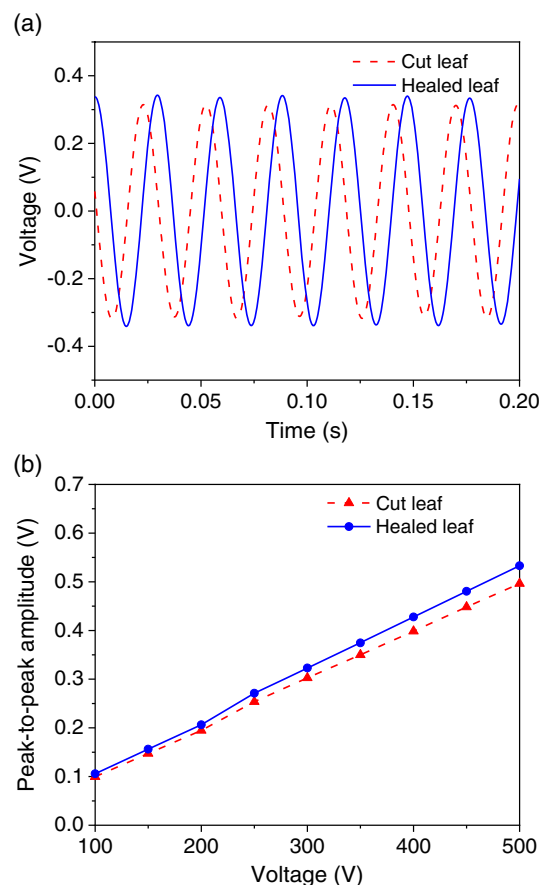 (a)
Cut leaf
Healed leaf
0.4
0.2
0.0
-0.2
-0.4
Voltage (V)
0.00 0.05 0.10 0.15 0.20
Time (s)
(b)
Cut leaf
Healed leaf
0.7
0.6
0.5
0.4
0.3
0.2
0.1
0.0
Peak-to-peak amplitude (V)
100 200 300 400 500
Voltage (V)